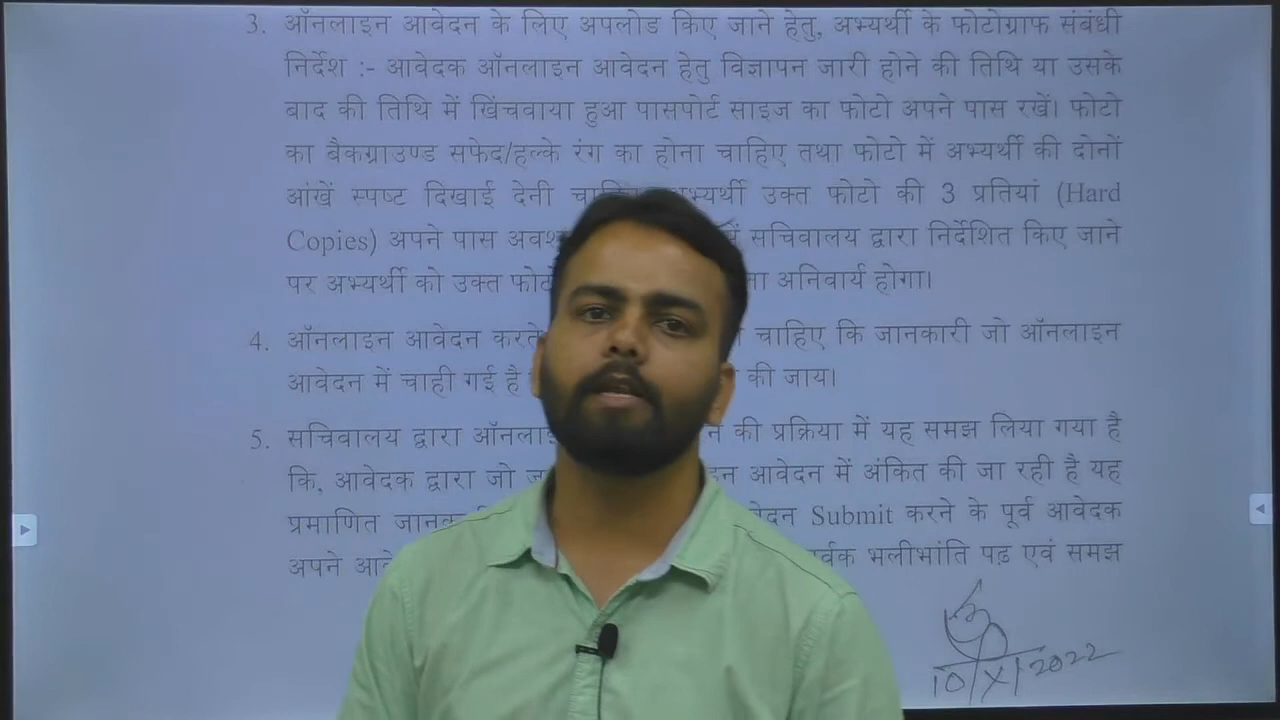 3. ऑनलाइन आवेदन के लिए अपलोड किए जाने हेतु, अभ्यर्थी के फोटोग्राफ संबंधी
निर्देश :- आवेदक ऑनलाइन आवेदन हेतु विज्ञापन जारी होने की तिथि या उसके
बाद की तिथि में खिंचवाया हुआ पासपोर्ट साइज का फोटो अपने पास रखें। फोटो
का बैकग्राउण्ड सफेद/हल्के रंग का होना चाहिए तथा फोटो में अभ्यर्थी की दोनों
आंखें स्पष्ट दिखाई देनी उक्त फोटो की 3 प्रतियां (Hard
Copies) अपने पास सचिवालय द्वारा निर्देशित किए जाने
पर अभ्यर्थी को उक्त अनिवार्य होगा।
4. ऑनलाइन आवेदन करते चाहिए कि जानकारी जो ऑनलाइन
आवेदन में चाही गई है की जाय।
5. सचिवालय द्वारा की प्रक्रिया में यह समझ लिया गया है
कि, आवेदक द्वारा जो आवेदन में अंकित की जा रही है यह
प्रमाणित Submit करने के पूर्व आवेदक
अपने भलीभांति पढ़ एवं समझ
10/XI/2022